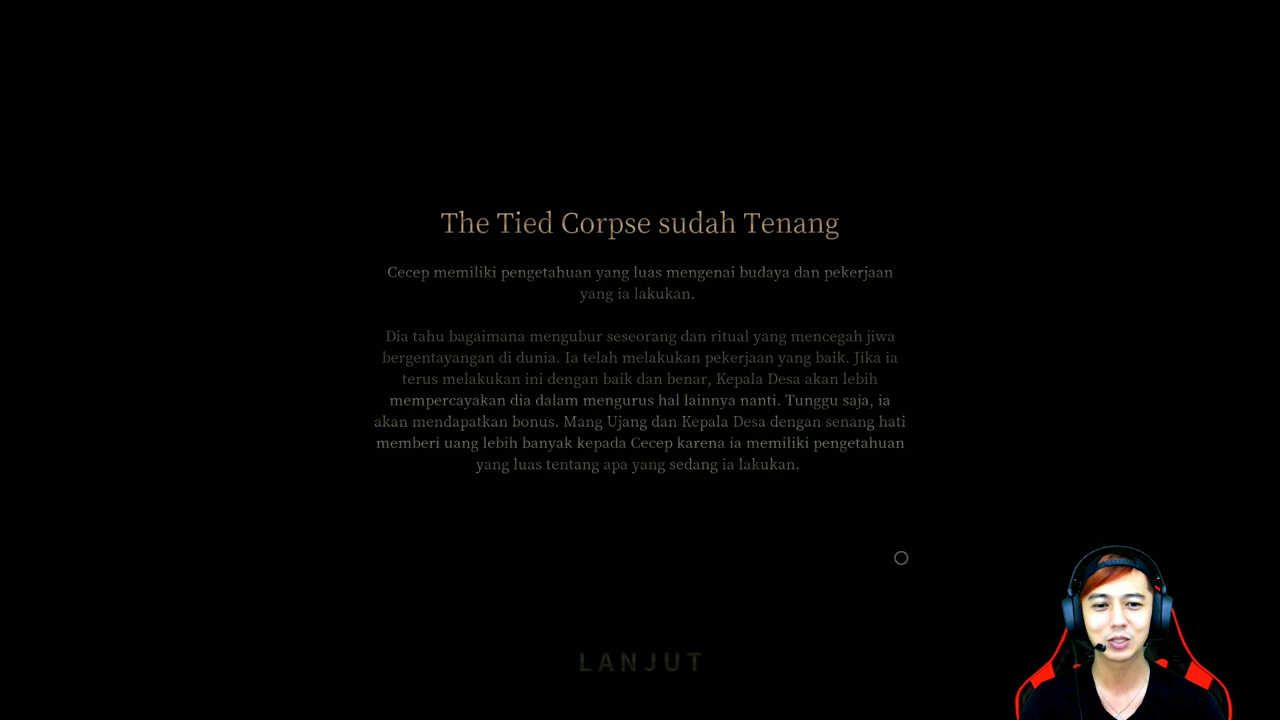 The Tied Corpse sudah Tenang
Cecep memiliki pengetahuan yang luas mengenai budaya dan pekerjaan
yang ia lakukan.
Dia tahu bagaimana mengubur seseorang dan ritual yang mencegah jiwa
bergentayangan di dunia. Ia telah melakukan pekerjaan yang baik. Jika ia
terus melakukan ini dengan baik dan benar, Kepala Desa akan lebih
mempercayakan dia dalam mengurus hal lainnya nanti. Tunggu saja, ia
akan mendapatkan bonus. Mang Ujang dan Kepala Desa dengan senang hati
memberi uang lebih banyak kepada Cecep karena ia memiliki pengetahuan
yang luas tentang apa yang sedang ia lakukan.
LANJUT